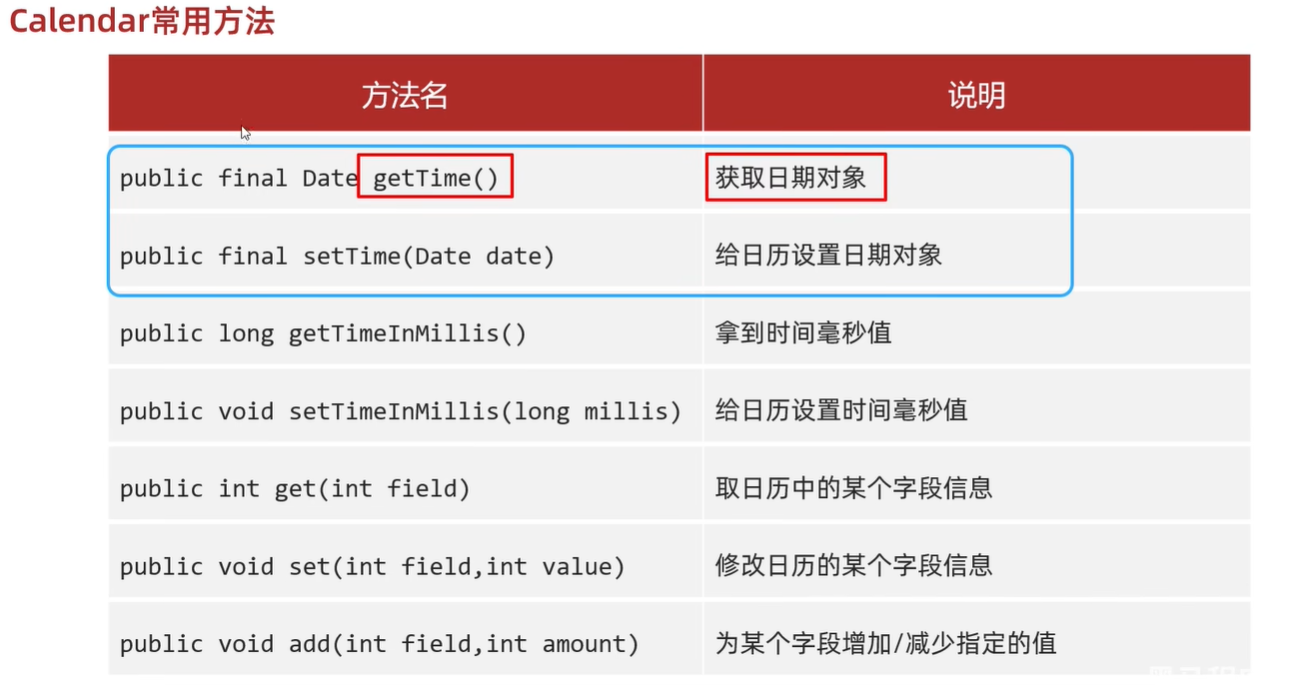 Calendar常用方法
方法名 说明
public final Date getTime() 获取日期对象
public final setTime(Date date) 给日历设置日期对象
public long getTimeInMillis() 拿到时间毫秒值
public void setTimeInMillis(long millis) 给日历设置时间毫秒值
public int get(int field) 取日历中的某个字段信息
public void set(int field,int value) 修改日历的某个字段信息
public void add(int field,int amount) 为某个字段增加/减少指定的值